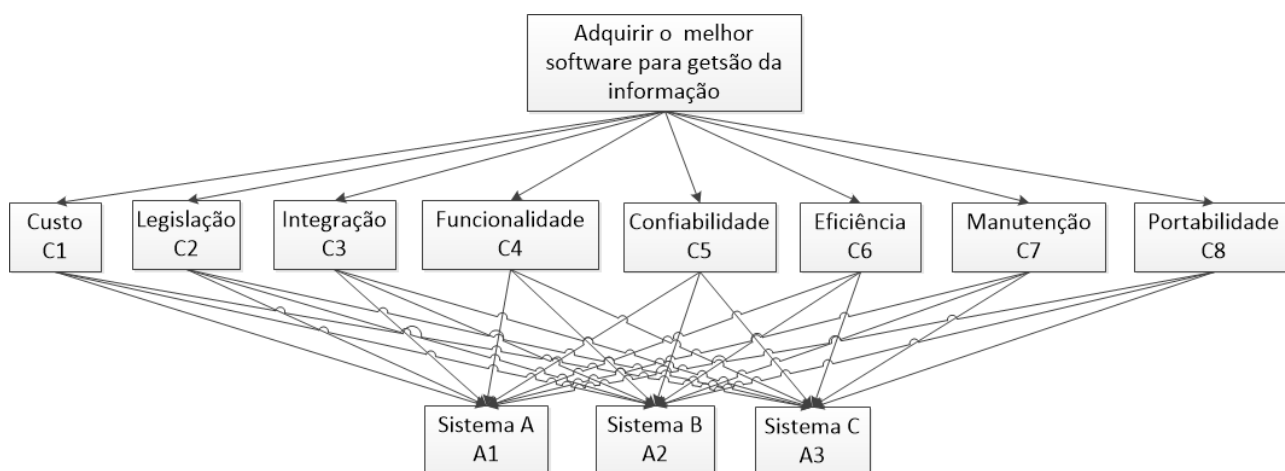 Adquirir o melhor
software para getsão da
informação
Custo
C1
Legislação
C2
Integração
C3
Funcionalidade
C4
Confiabilidade
C5
Eficiência
C6
Manutenção
C7
Portabilidade
C8
Sistema A
A1
Sistema B
A2
Sistema C
A3